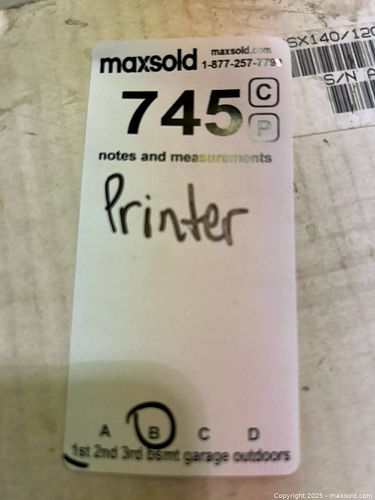 maxsold maxsold.com
1-877-257-779
SX140/120
S/N
745 C
P
notes and measurements
Printer
A B C D
1st 2nd 3rd bsmt garage outdoors
Copyright 2025 - maxsold.com